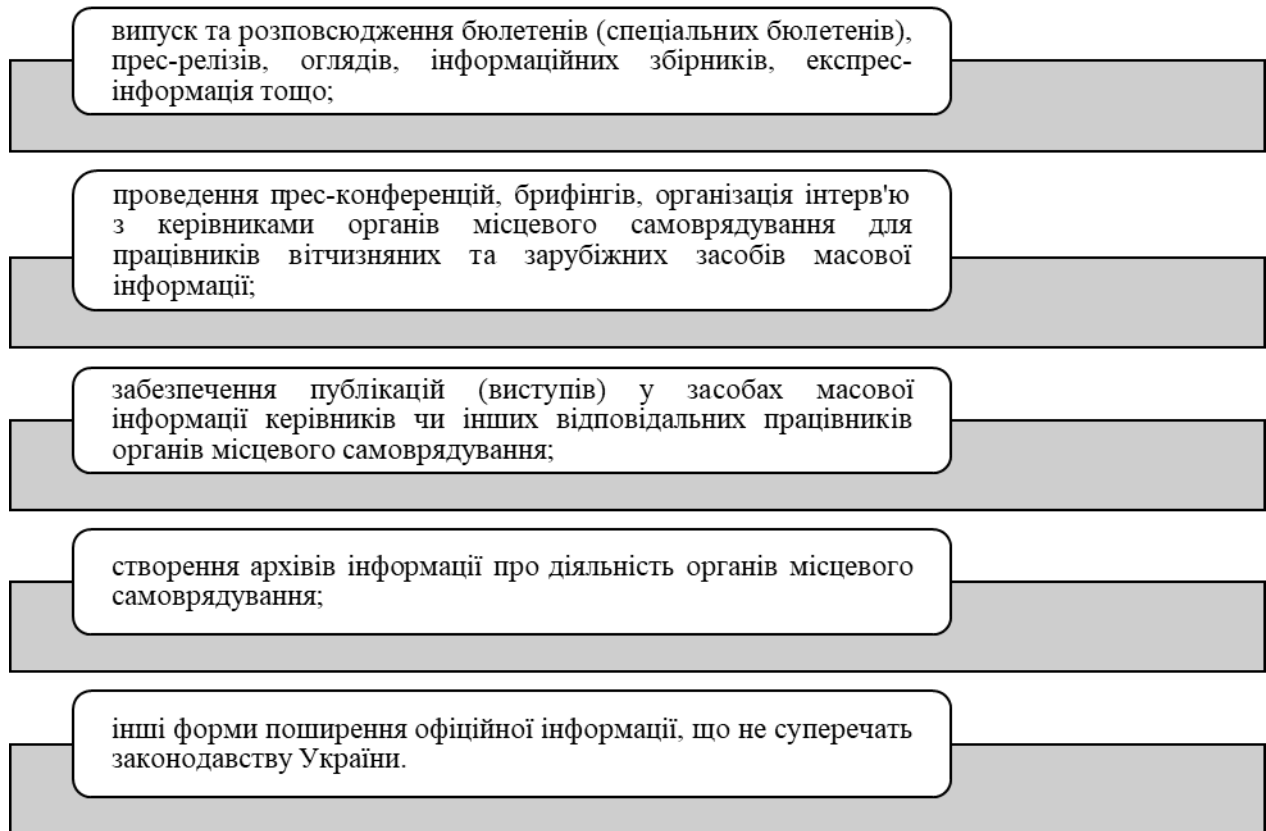 випуск та розповсюдження бюлетенів (спеціальних бюлетенів),
прес-релізів, оглядів, інформаційних збірників, експрес-
інформація тощо;
проведення прес-конференцій, брифінгів, організація інтерв'ю
з керівниками органів місцевого самоврядування для
працівників вітчизняних та зарубіжних засобів масової
інформації;
забезпечення публікацій (виступів) у засобах масової
інформації керівників чи інших відповідальних працівників
органів місцевого самоврядування;
створення архівів інформації про діяльність органів місцевого
самоврядування;
інші форми поширення офіційної інформації, що не суперечать
законодавству України.